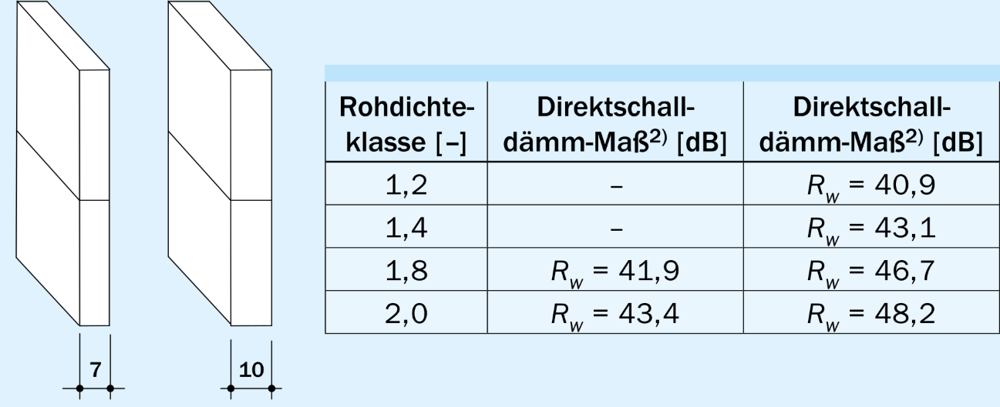 Rohdichte-
klasse [–]
Direktschall-
dämm-Maß²⁾ [dB]
Direktschall-
dämm-Maß²⁾ [dB]
1,2 – R_w = 40,9
1,4 – R_w = 43,1
1,8 R_w = 41,9 R_w = 46,7
2,0 R_w = 43,4 R_w = 48,2
7 10